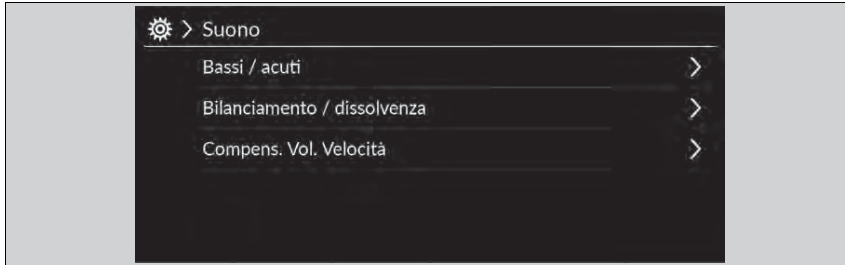 > Suono
Bassi / acuti
Bilanciamento / dissolvenza
Compens. Vol. Velocità